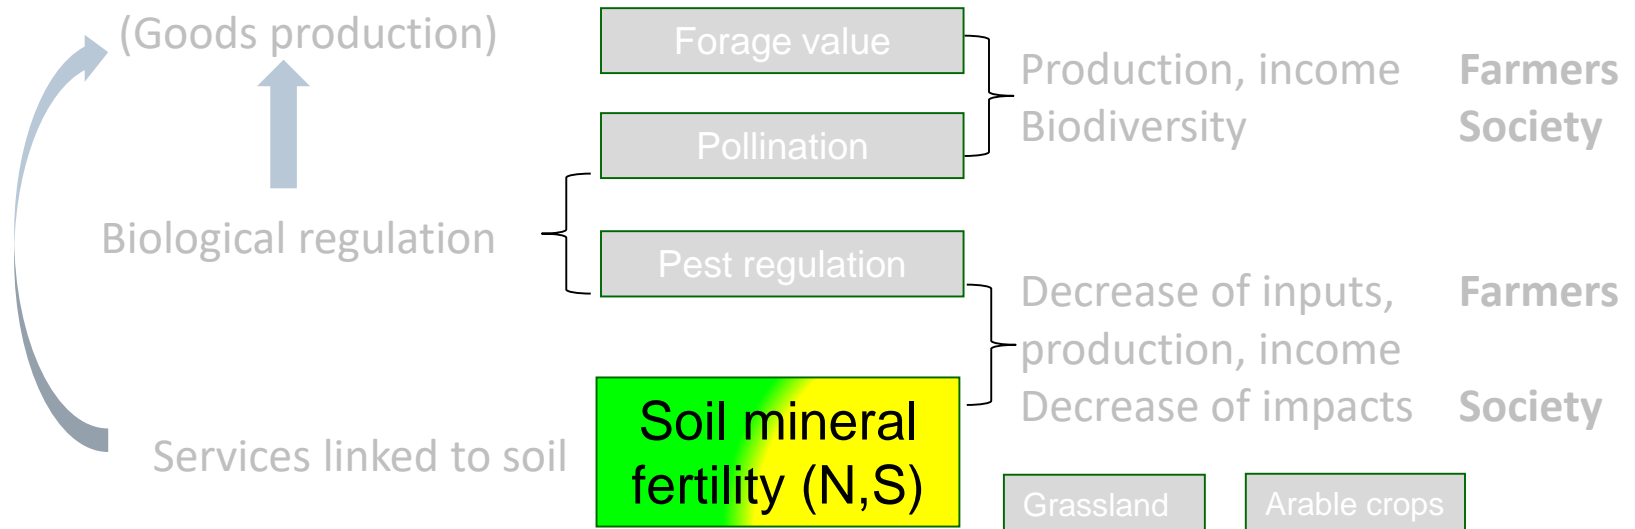 (Goods production)
Forage value
Production, income Farmers
Biodiversity Society
Pollination
Biological regulation
Pest regulation
Decrease of inputs, Farmers
production, income
Decrease of impacts Society
Soil mineral
fertility (N,S)
Services linked to soil
Grassland
Arable crops